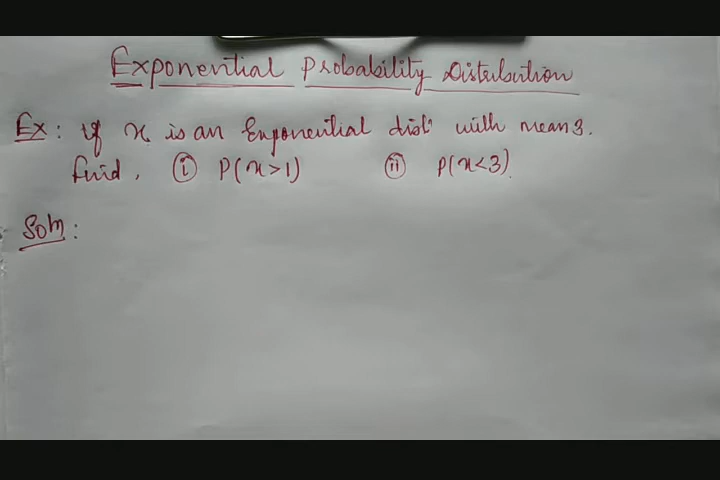 Exponential Probability Distribution
Ex: If x is an Exponential distⁿ with mean 3.
find, (i) P(x>1) (ii) P(x<3).
Solⁿ: